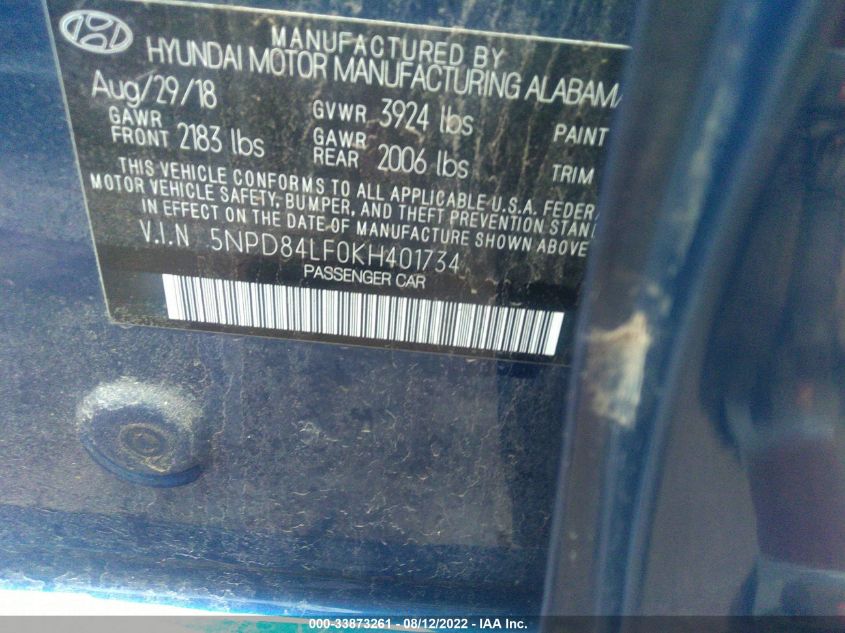 MANUFACTURED BY
HYUNDAI MOTOR MANUFACTURING ALABAMA
Aug/29/18
GAWR FRONT 2183 lbs
GVWR 3924 lbs
GAWR REAR 2006 lbs
PAINT
TRIM
THIS VEHICLE CONFORMS TO ALL APPLICABLE U.S.A. FEDER
MOTOR VEHICLE SAFETY, BUMPER, AND THEFT PREVENTION STAN
IN EFFECT ON THE DATE OF MANUFACTURE SHOWN ABOVE
V.I.N 5NPD84LF0KH401734
PASSENGER CAR
000-33873261 - 08/12/2022 - IAA Inc.